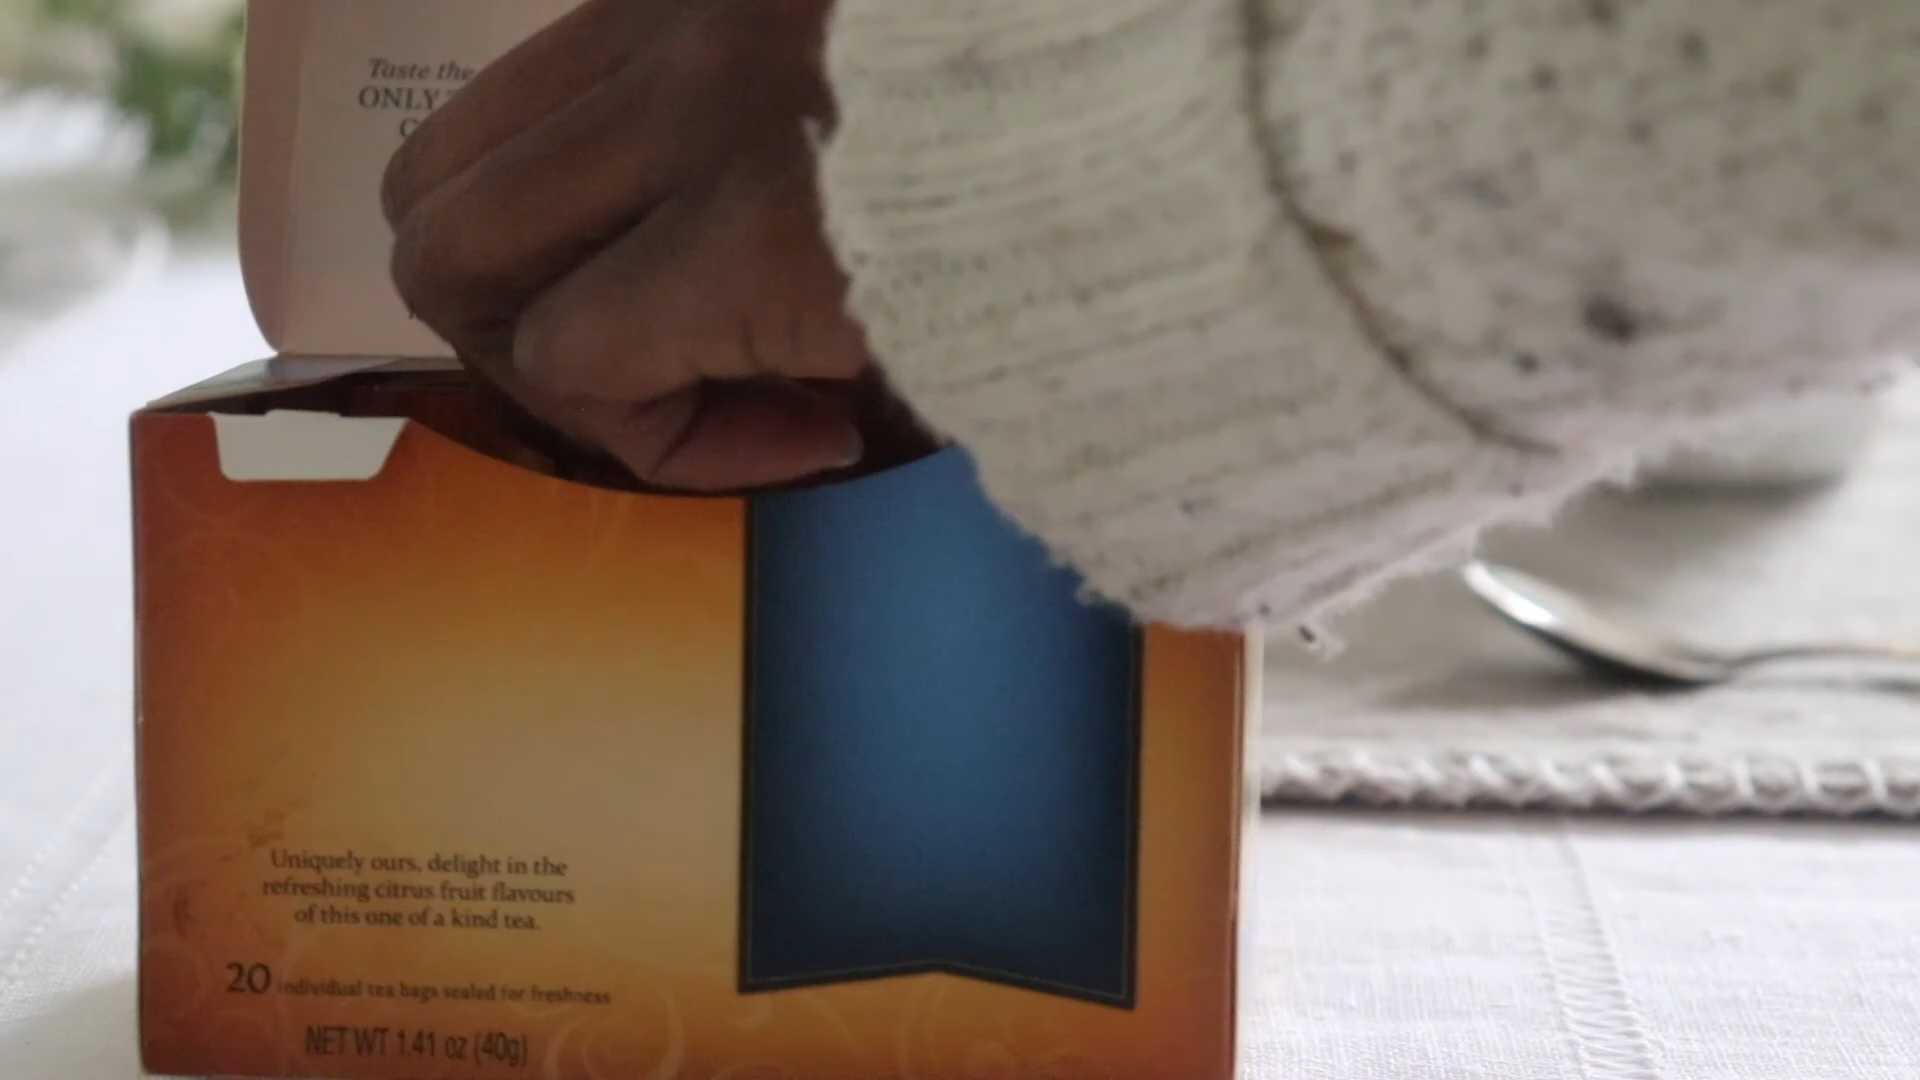 Taste the
ONLY
Uniquely ours, delight in the
refreshing citrus fruit flavours
of this one of a kind tea.
20 individual tea bags sealed for freshness
NET WT 1.41 oz (40g)